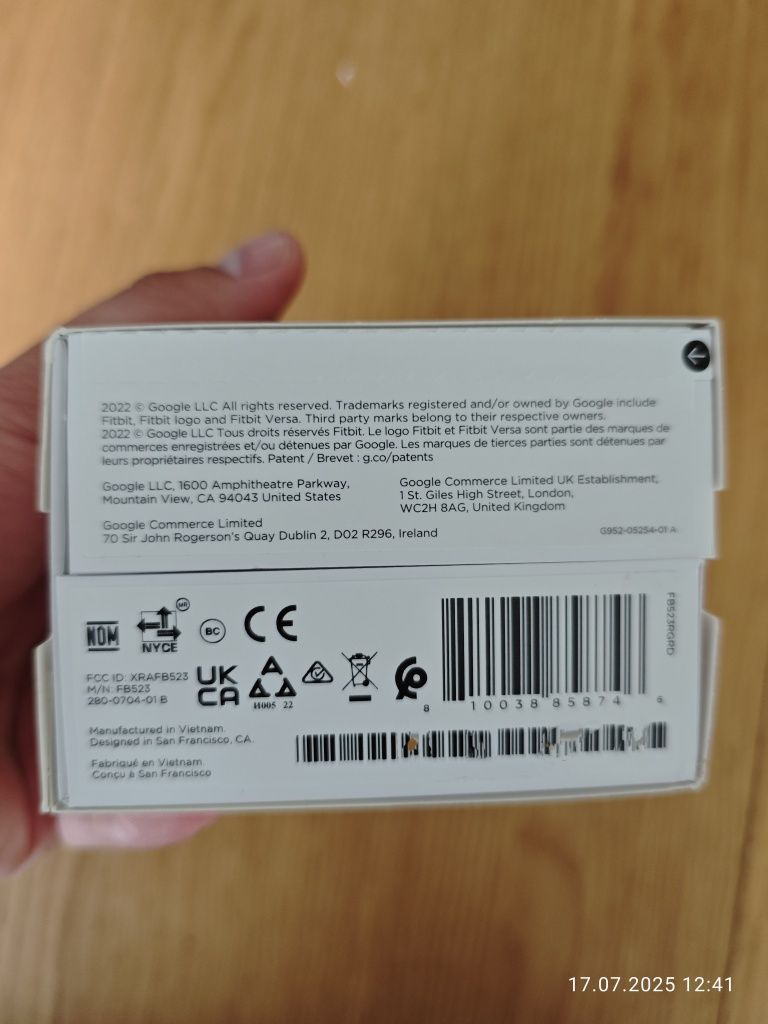 2022 © Google LLC All rights reserved. Trademarks registered and/or owned by Google include
Fitbit, Fitbit logo and Fitbit Versa. Third party marks belong to their respective owners.
2022 © Google LLC Tous droits réservés Fitbit. Le logo Fitbit et Fitbit Versa sont partie des marques de
commerces enregistrées et/ou détenues par Google. Les marques de tierces parties sont détenues par
leurs propriétaires respectifs. Patent / Brevet : g.co/patents
Google LLC, 1600 Amphitheatre Parkway,
Mountain View, CA 94043 United States
Google Commerce Limited UK Establishment,
1 St. Giles High Street, London,
WC2H 8AG, United Kingdom
Google Commerce Limited
70 Sir John Rogerson's Quay Dublin 2, D02 R296, Ireland
G952-05254-01 A
NOM
MR
NYCE
BC
CE
FB523RGRD
FCC ID: XRAFB523
M/N: FB523
280-0704-01 B
UK
CA
H005 22
8 10038 85874 6
Manufactured in Vietnam.
Designed in San Francisco, CA.
Fabriqué en Vietnam
Conçu à San Francisco
17.07.2025 12:41